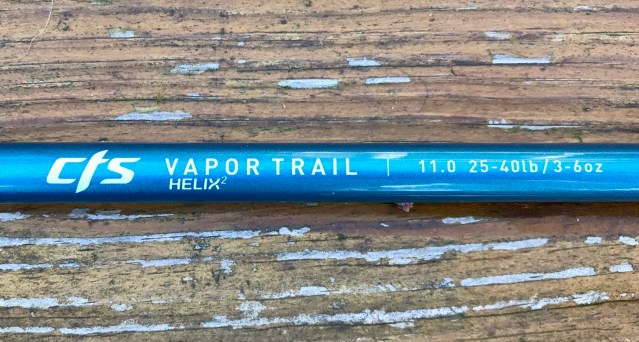 CTS VAPOR TRAIL | 11.0 25-40lb/3-6oz
HELIX²